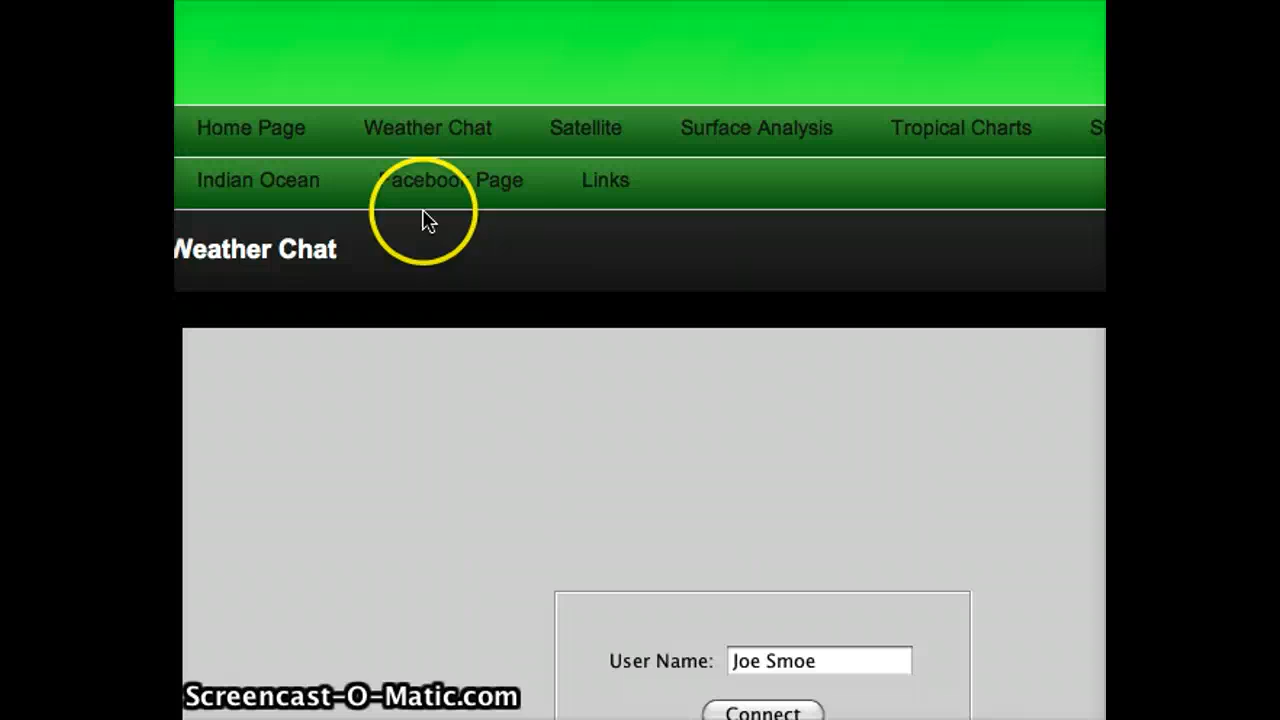 Home Page Weather Chat Satellite Surface Analysis Tropical Charts
Indian Ocean Facebook Page Links
Weather Chat
User Name: Joe Smoe
Connect
Screencast-O-Matic.com